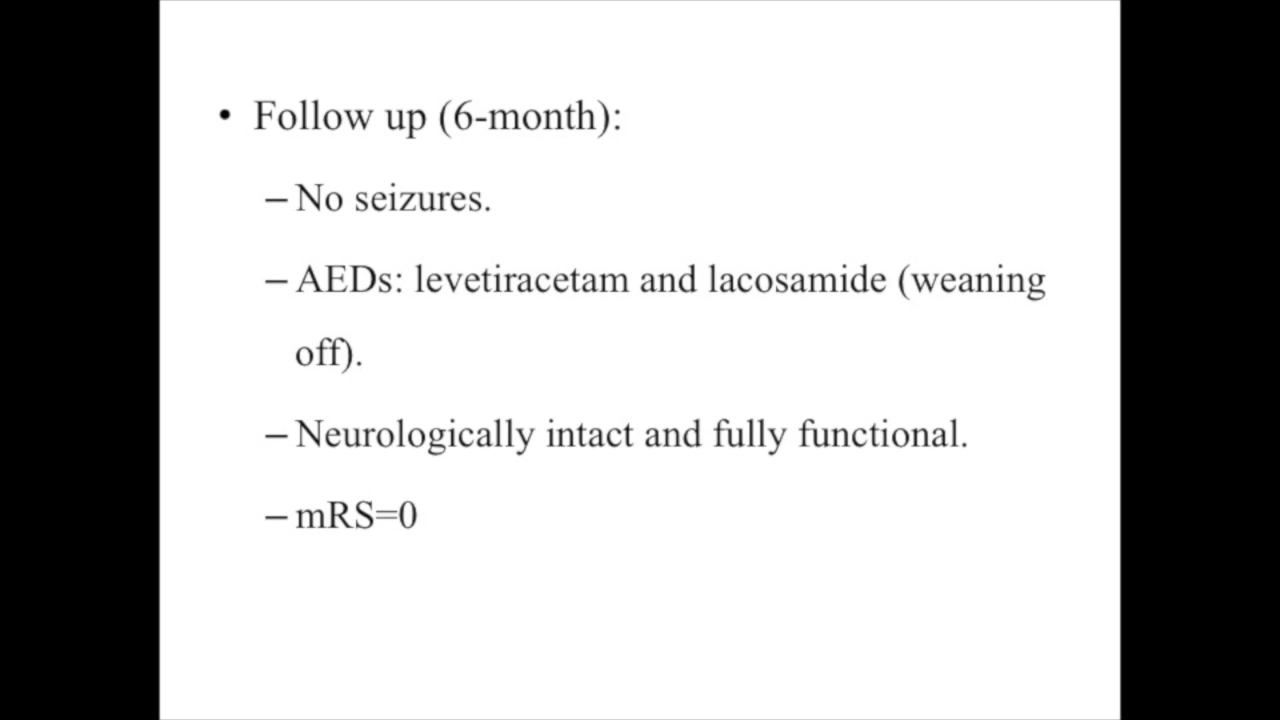 • Follow up (6-month):
– No seizures.
– AEDs: levetiracetam and lacosamide (weaning
off).
– Neurologically intact and fully functional.
– mRS=0